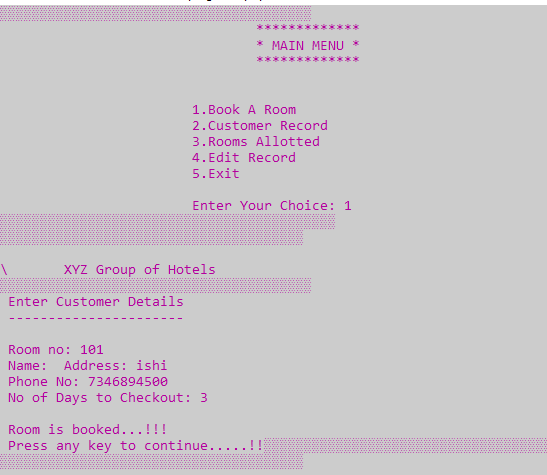 *************
* MAIN MENU *
*************
1.Book A Room
2.Customer Record
3.Rooms Allotted
4.Edit Record
5.Exit
Enter Your Choice: 1
\ XYZ Group of Hotels
Enter Customer Details
----------------------
Room no: 101
Name: Address: ishi
Phone No: 7346894500
No of Days to Checkout: 3
Room is booked...!!!
Press any key to continue.....!!